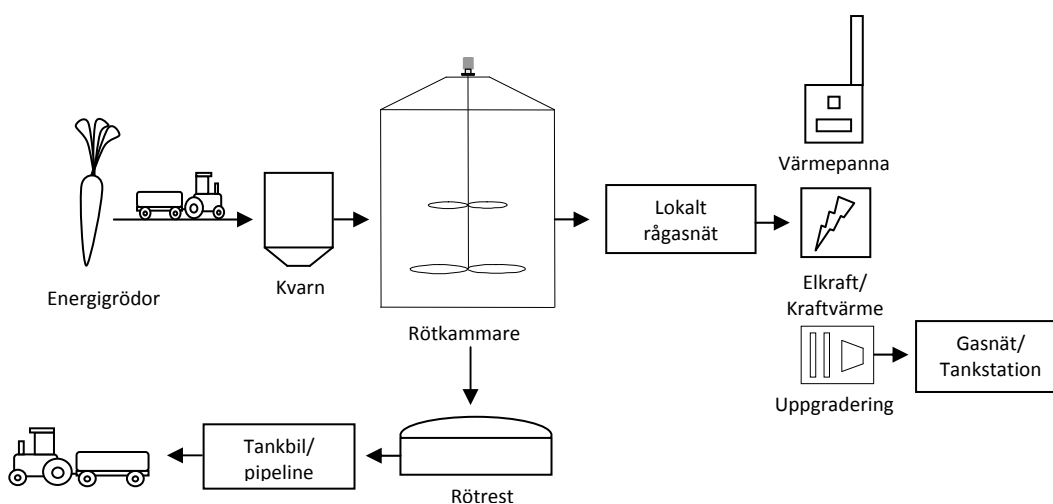 Energigrödor
Kvarn
Rötkammare
Lokalt
rågasnät
Värmepanna
Elkraft/
Kraftvärme
Uppgradering
Gasnät/
Tankstation
Rötrest
Tankbil/
pipeline